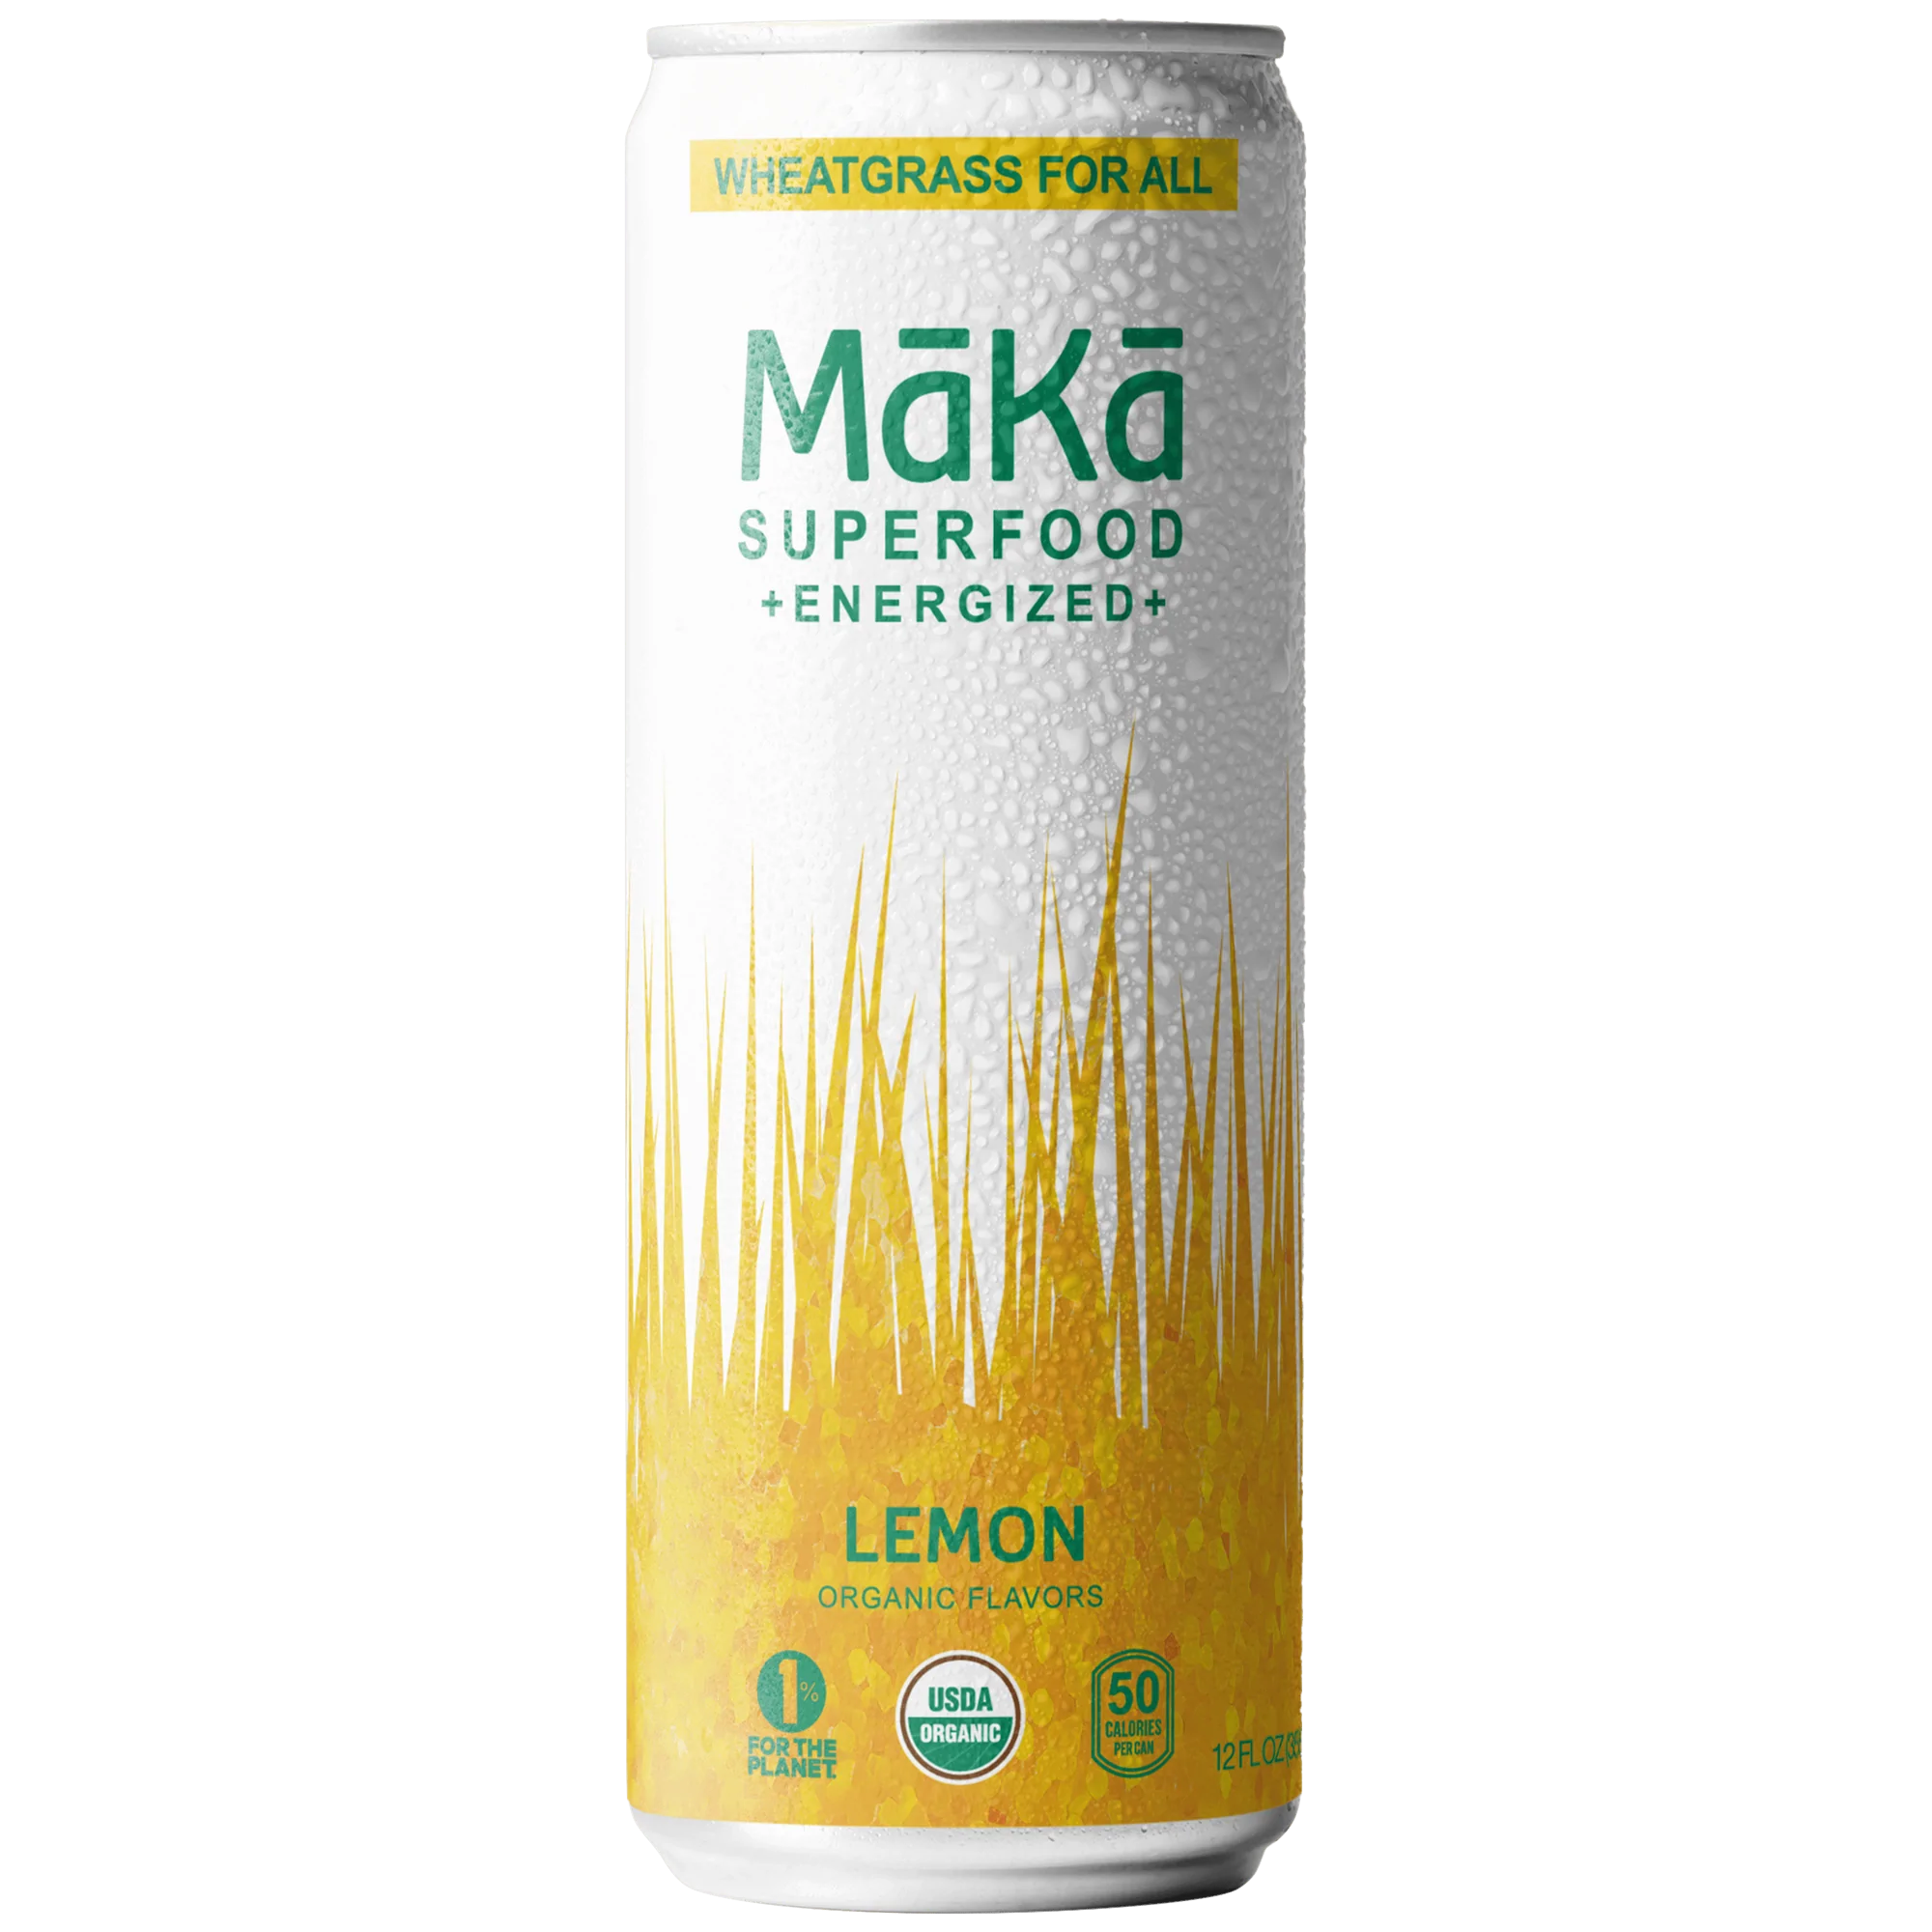 WHEATGRASS FOR ALL
MāKā
SUPERFOOD
+ENERGIZED+
LEMON
ORGANIC FLAVORS
1%
FOR THE
PLANET.
USDA
ORGANIC
50
CALORIES
PER CAN
12 FL OZ